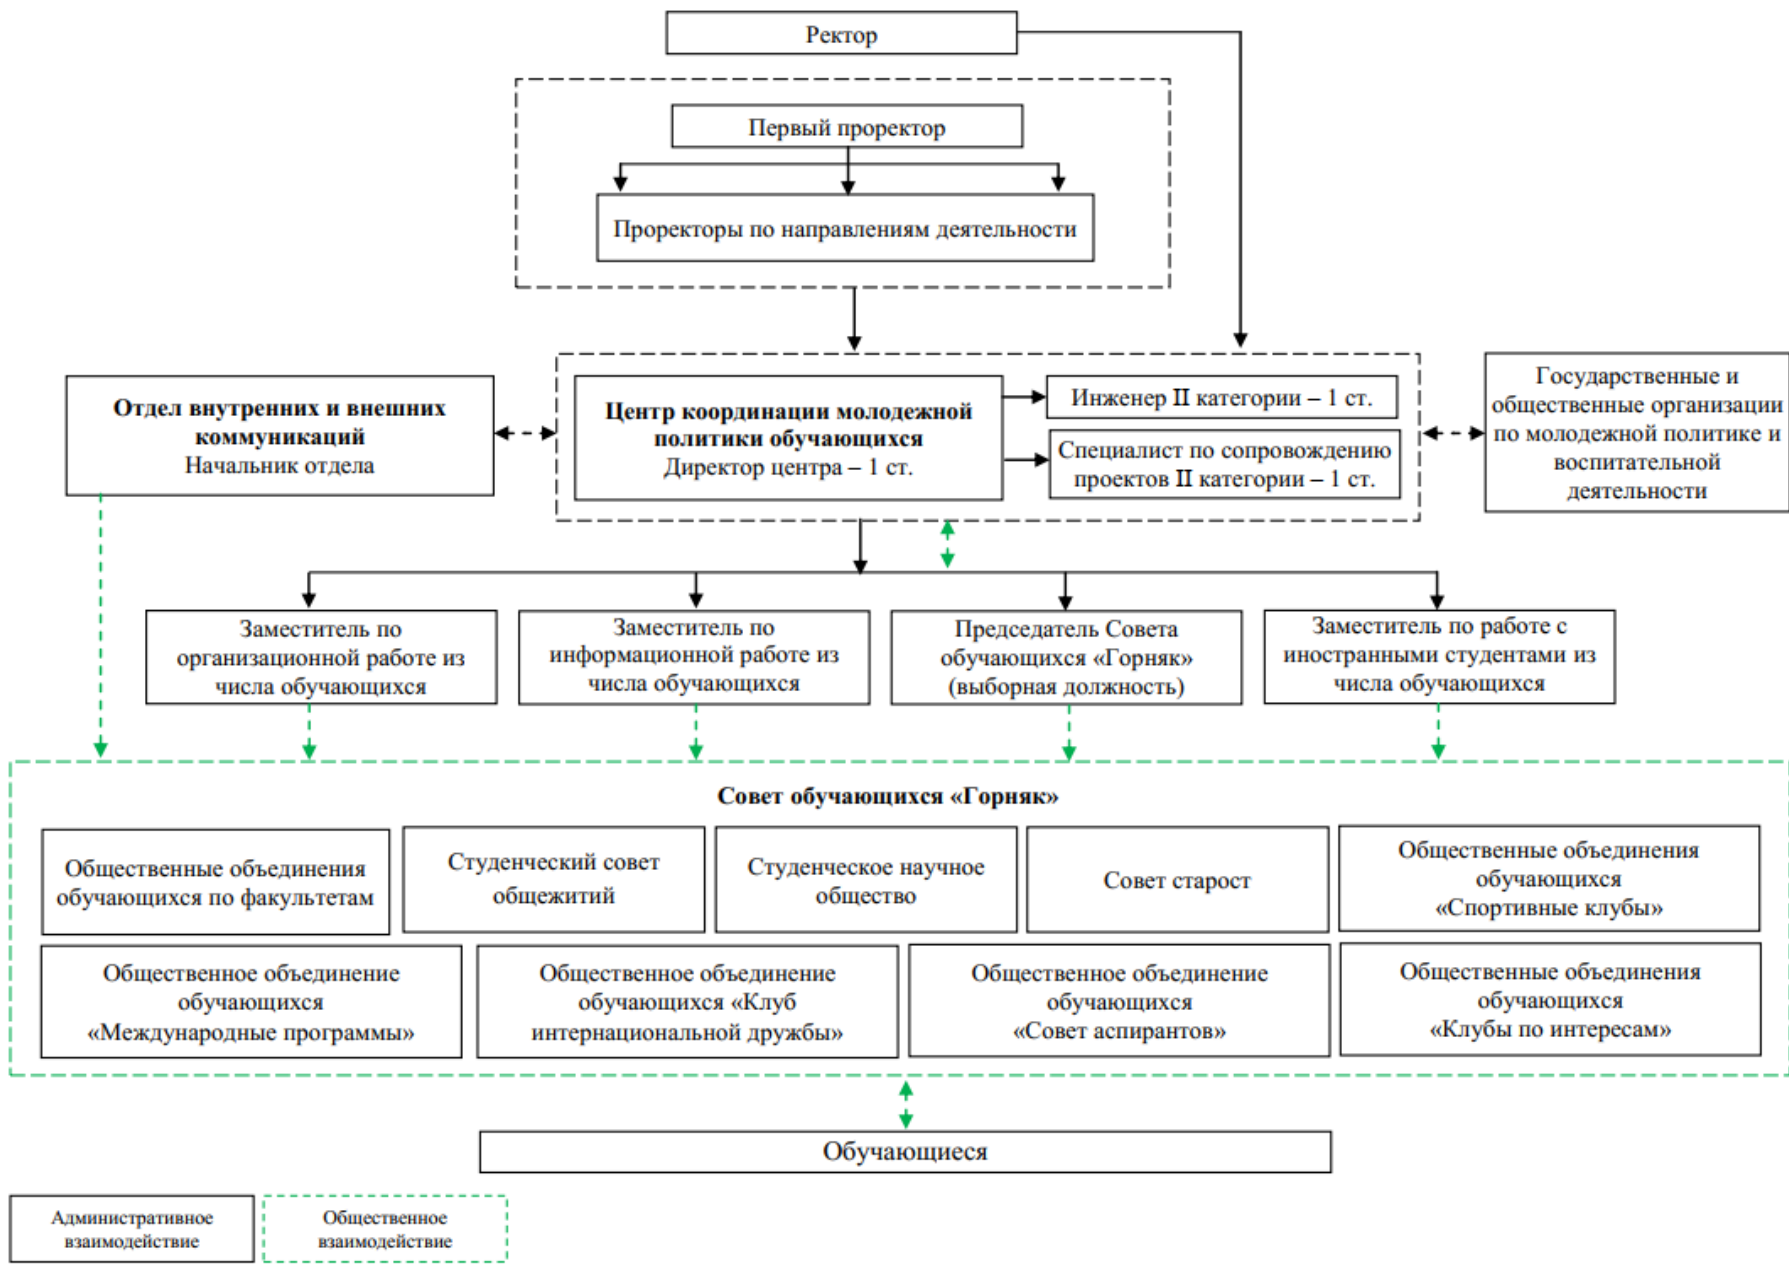 Ректор
Первый проректор
Проректоры по направлениям деятельности
Отдел внутренних и внешних
коммуникаций
Начальник отдела
Центр координации молодежной
политики обучающихся
Директор центра – 1 ст.
Инженер II категории – 1 ст.
Специалист по сопровождению
проектов II категории – 1 ст.
Государственные и
общественные организации
по молодежной политике и
воспитательной
деятельности
Заместитель по
организационной работе из
числа обучающихся
Заместитель по
информационной работе из
числа обучающихся
Председатель Совета
обучающихся «Горняк»
(выборная должность)
Заместитель по работе с
иностранными студентами из
числа обучающихся
Совет обучающихся «Горняк»
Общественные объединения
обучающихся по факультетам
Студенческий совет
общежитий
Студенческое научное
общество
Совет старост
Общественные объединения
обучающихся
«Спортивные клубы»
Общественное объединение
обучающихся
«Международные программы»
Общественное объединение
обучающихся «Клуб
интернациональной дружбы»
Общественное объединение
обучающихся
«Совет аспирантов»
Общественные объединения
обучающихся
«Клубы по интересам»
Обучающиеся
Административное
взаимодействие
Общественное
взаимодействие